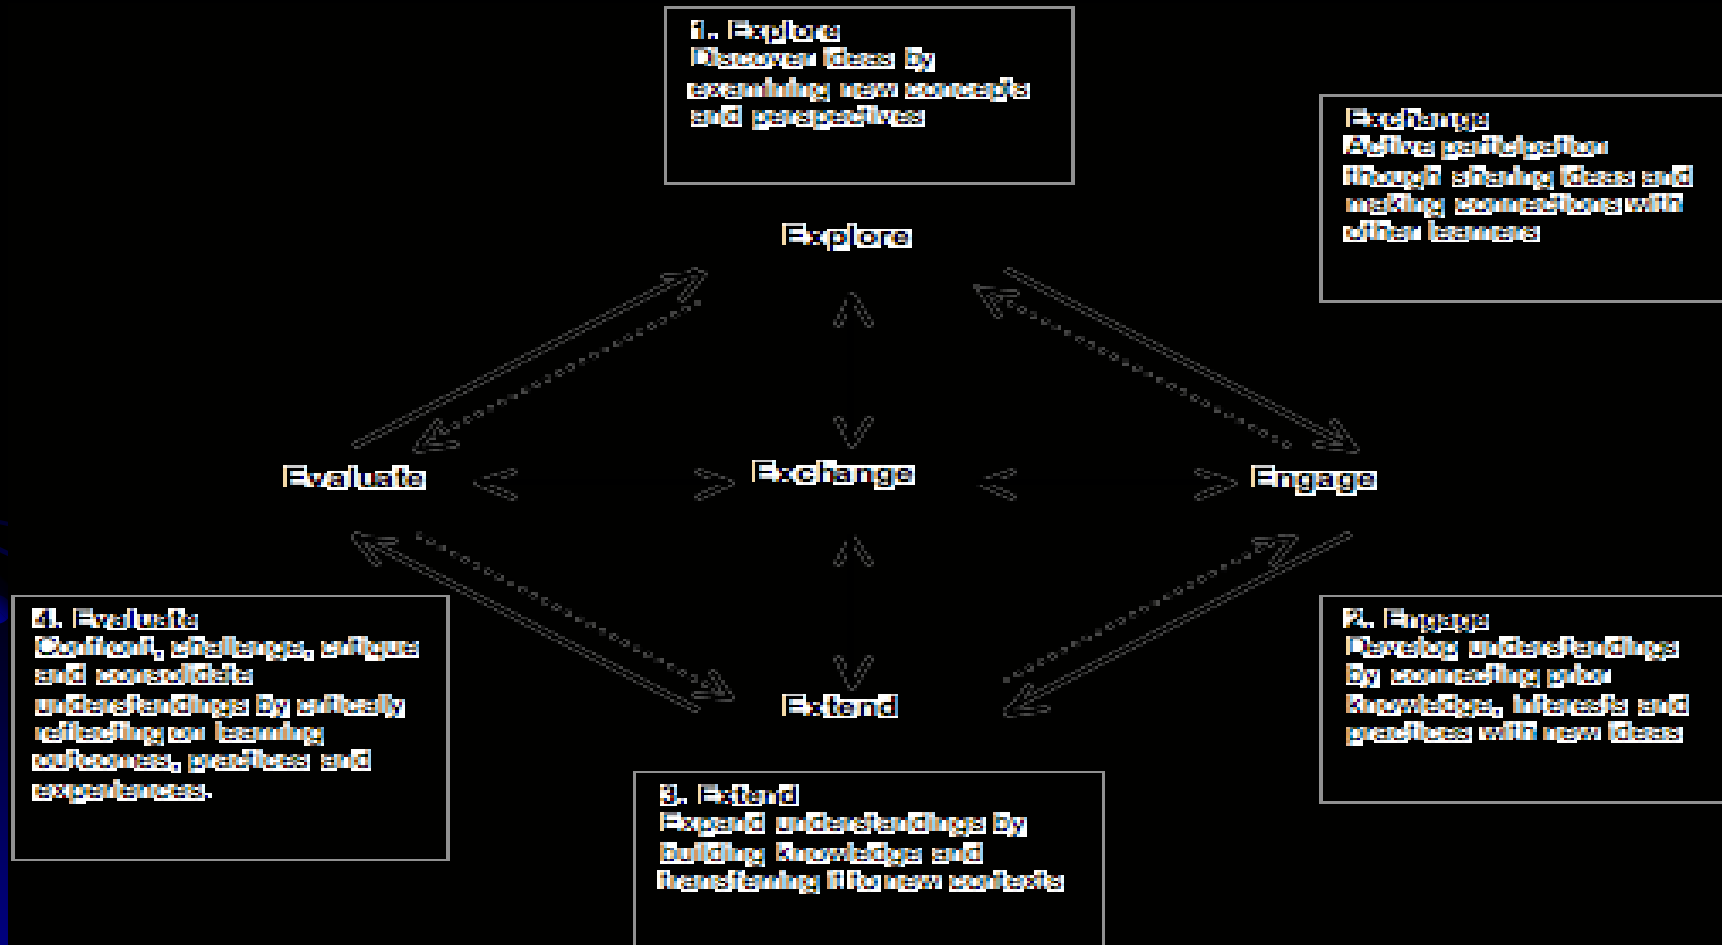 1. Explore
Discover ideas by
examining new concepts
and perspectives
Exchange
Active participation
though sharing ideas and
making connections with
other learners
Explore
Evaluate
Exchange
Engage
4. Evaluate
Confront, challenge, critique
and consolidate
understandings by critically
reflecting on learning
outcomes, practices and
experiences.
Extend
2. Engage
Develop understandings
by connecting prior
knowledge, interests and
practices with new ideas
3. Extend
Expand understandings by
building knowledge and
transferring it to new contexts